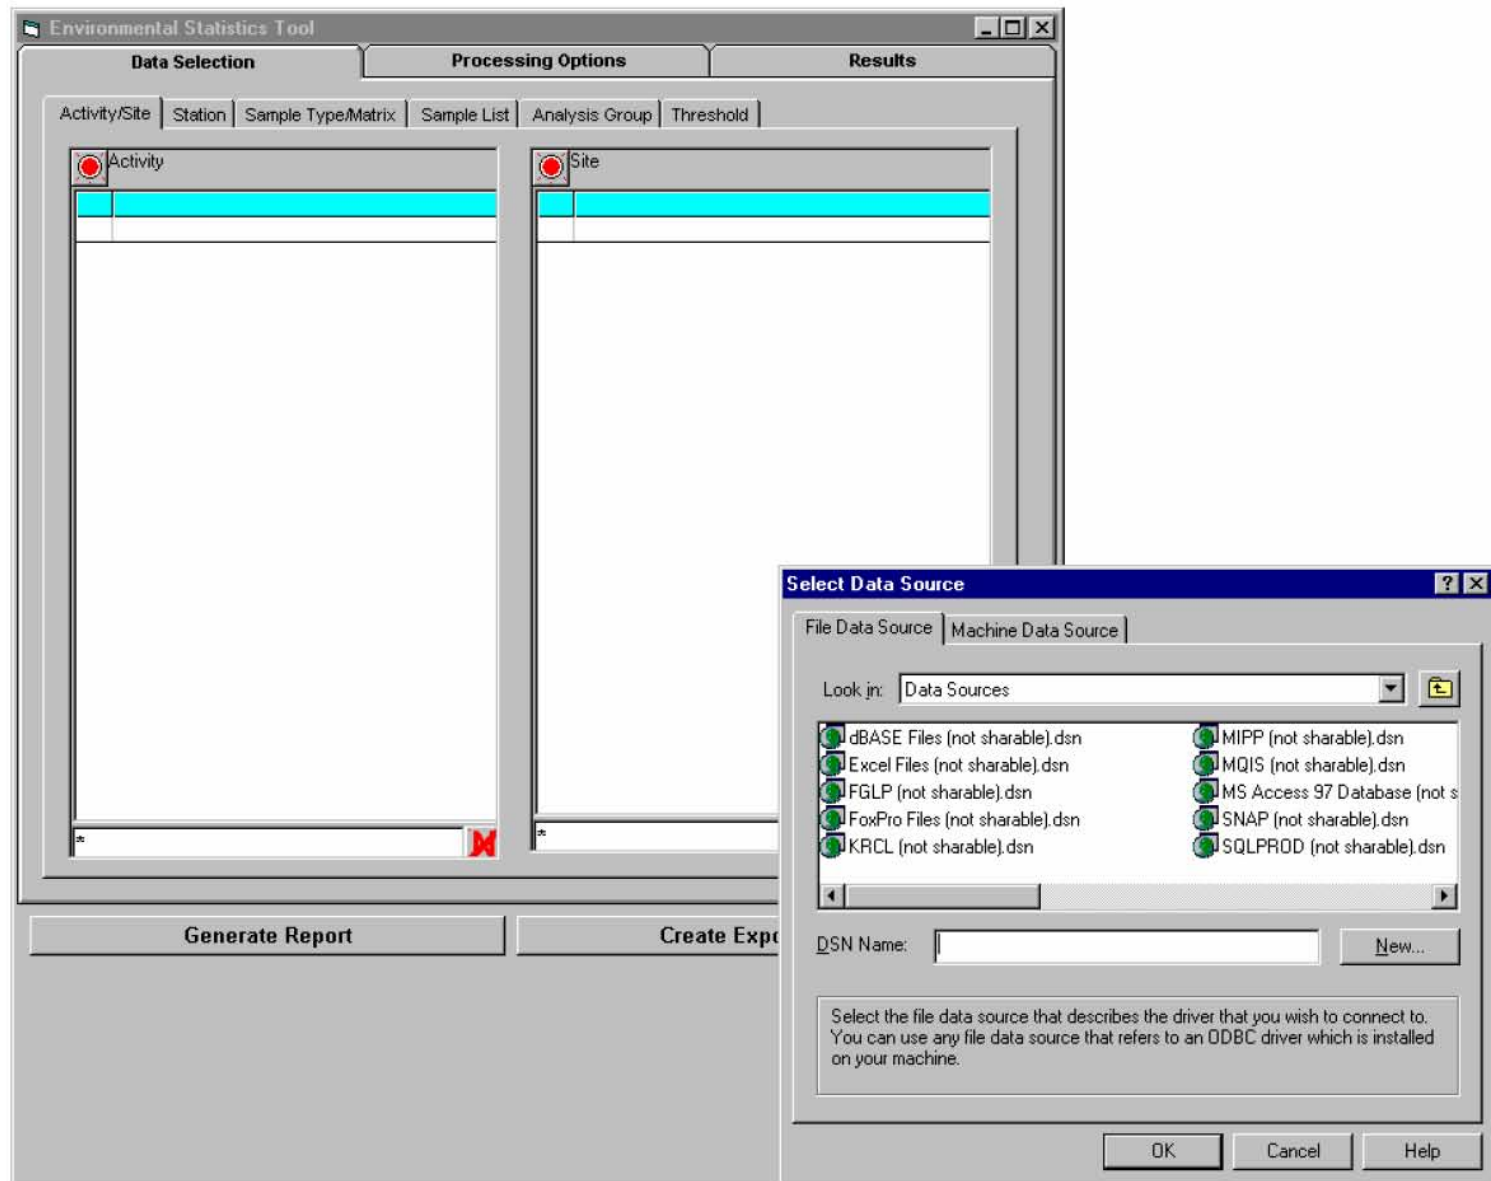 Environmental Statistics Tool
Data Selection
Processing Options
Results
Activity/Site
Station
Sample Type/Matrix
Sample List
Analysis Group
Threshold
Activity
Site
*
*
Generate Report
Create Expo
Select Data Source
File Data Source
Machine Data Source
Look in:
Data Sources
dBASE Files (not sharable).dsn
Excel Files (not sharable).dsn
FGLP (not sharable).dsn
FoxPro Files (not sharable).dsn
KRCL (not sharable).dsn
MIPP (not sharable).dsn
MQIS (not sharable).dsn
MS Access 97 Database (not s
SNAP (not sharable).dsn
SQLPROD (not sharable).dsn
DSN Name:
New...
Select the file data source that describes the driver that you wish to connect to.
You can use any file data source that refers to an ODBC driver which is installed
on your machine.
OK
Cancel
Help